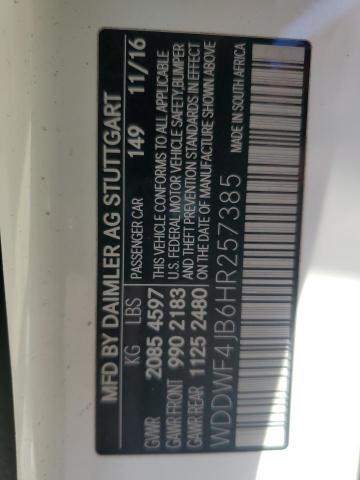 MFD BY DAIMLER AG STUTTGART
KG LBS PASSENGER CAR 149 11/16
GVWR 2085 4597 THIS VEHICLE CONFORMS TO ALL APPLICABLE
GAWR FRONT 990 2183 U.S. FEDERAL MOTOR VEHICLE SAFETY,BUMPER
GAWR REAR 1125 2480 AND THEFT PREVENTION STANDARDS IN EFFECT
ON THE DATE OF MANUFACTURE SHOWN ABOVE
WDDWF4JB6HR257385 MADE IN SOUTH AFRICA